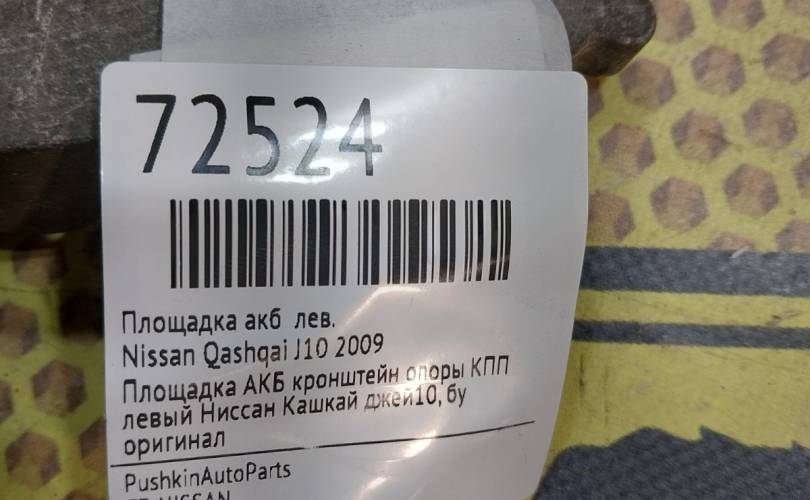 72524
Площадка акб лев.
Nissan Qashqai J10 2009
Площадка АКБ кронштейн опоры КПП
левый Ниссан Кашкай джей10, бу
оригинал
PushkinAutoParts
NISSAN